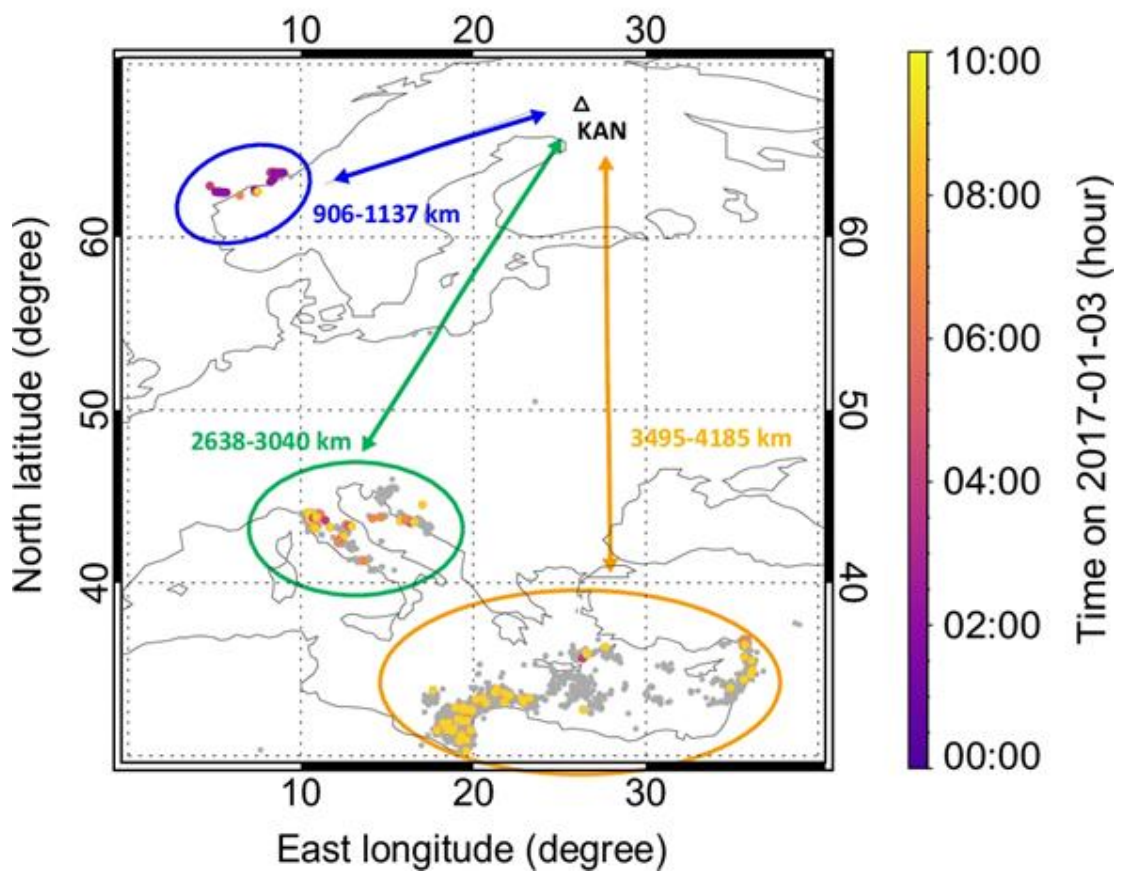 10 20 30
10:00
KAN
08:00
906-1137 km
60 60
06:00
50 50
2638-3040 km 3495-4185 km
04:00
40 40
02:00
00:00
10 20 30
East longitude (degree)
North latitude (degree)
Time on 2017-01-03 (hour)